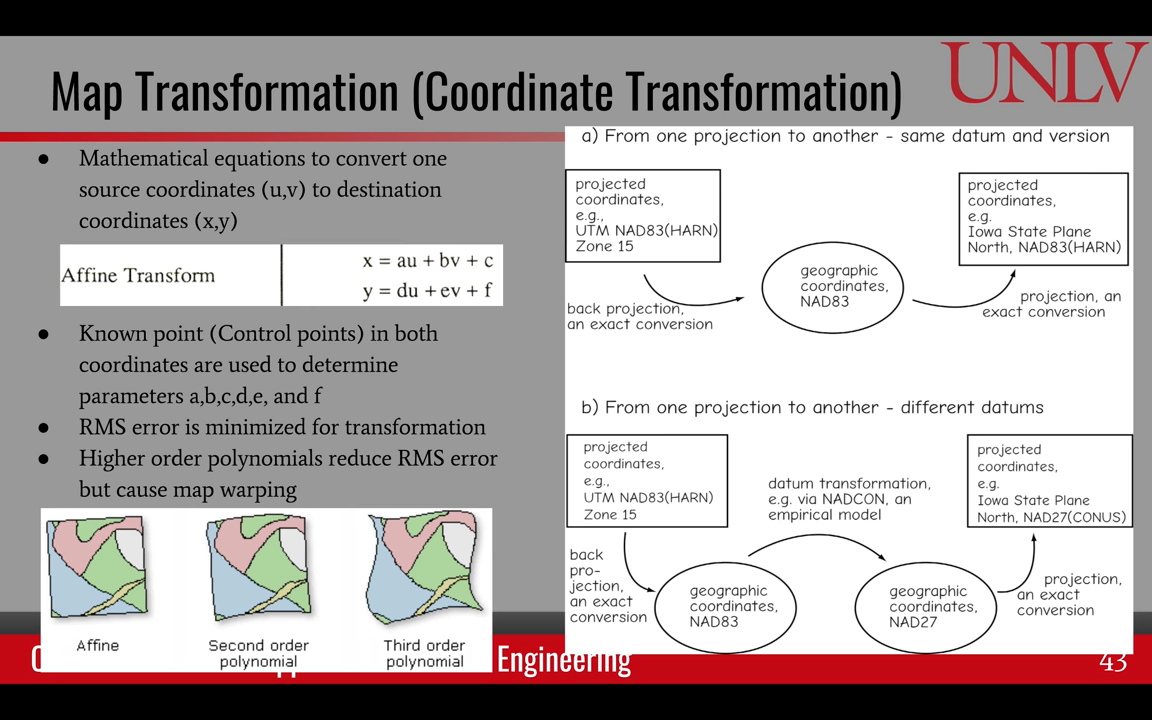 UNLV
Map Transformation (Coordinate Transformation)
● Mathematical equations to convert one
source coordinates (u,v) to destination
coordinates (x,y)
Affine Transform
x = au + bv + c
y = du + ev + f
● Known point (Control points) in both
coordinates are used to determine
parameters a,b,c,d,e, and f
● RMS error is minimized for transformation
● Higher order polynomials reduce RMS error
but cause map warping
Affine
Second order
polynomial
Third order
polynomial
a) From one projection to another - same datum and version
projected
coordinates,
e.g.,
UTM NAD83(HARN)
Zone 15
back projection,
an exact conversion
geographic
coordinates,
NAD83
projection, an
exact conversion
projected
coordinates,
e.g.
Iowa State Plane
North, NAD83(HARN)
b) From one projection to another - different datums
projected
coordinates,
e.g.,
UTM NAD83(HARN)
Zone 15
back
pro-
jection,
an exact
conversion
geographic
coordinates,
NAD83
datum transformation,
e.g. via NADCON, an
empirical model
geographic
coordinates,
NAD27
projection,
an exact
conversion
projected
coordinates,
e.g.
Iowa State Plane
North, NAD27(CONUS)
Engineering
43